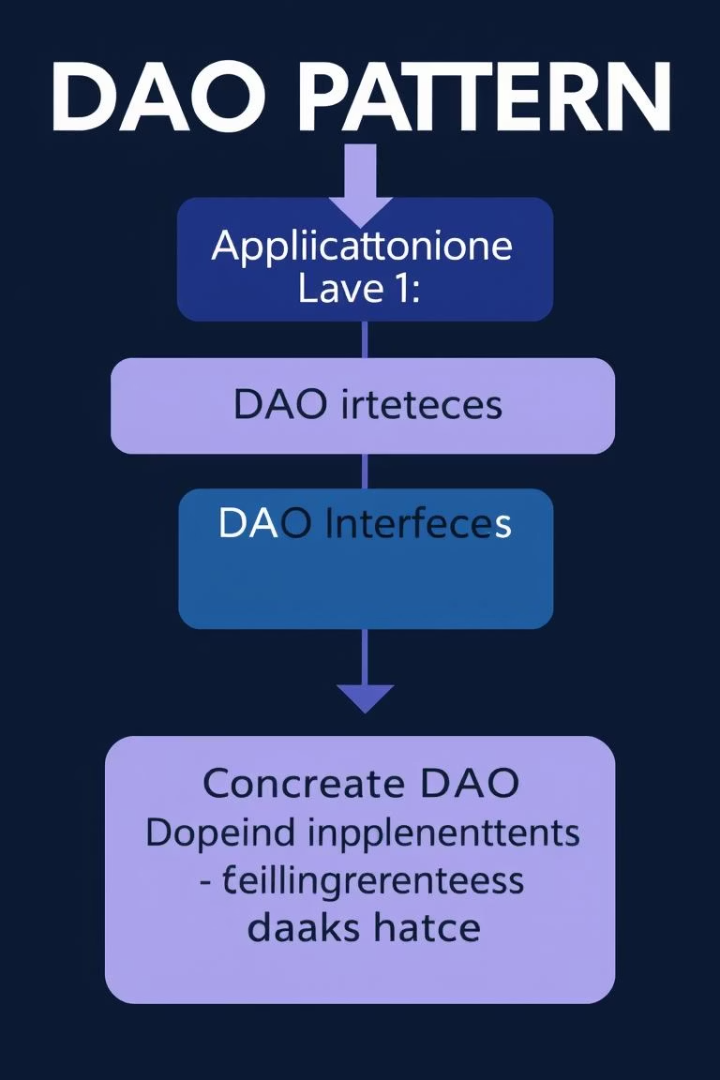 DAO PATTERN
Appliicattonione
Lave 1:
DAO irteteces
DAO Interfeces
Concreate DAO
Dopeind inpplenenttents
- feillingrerenteess
daaks hatce